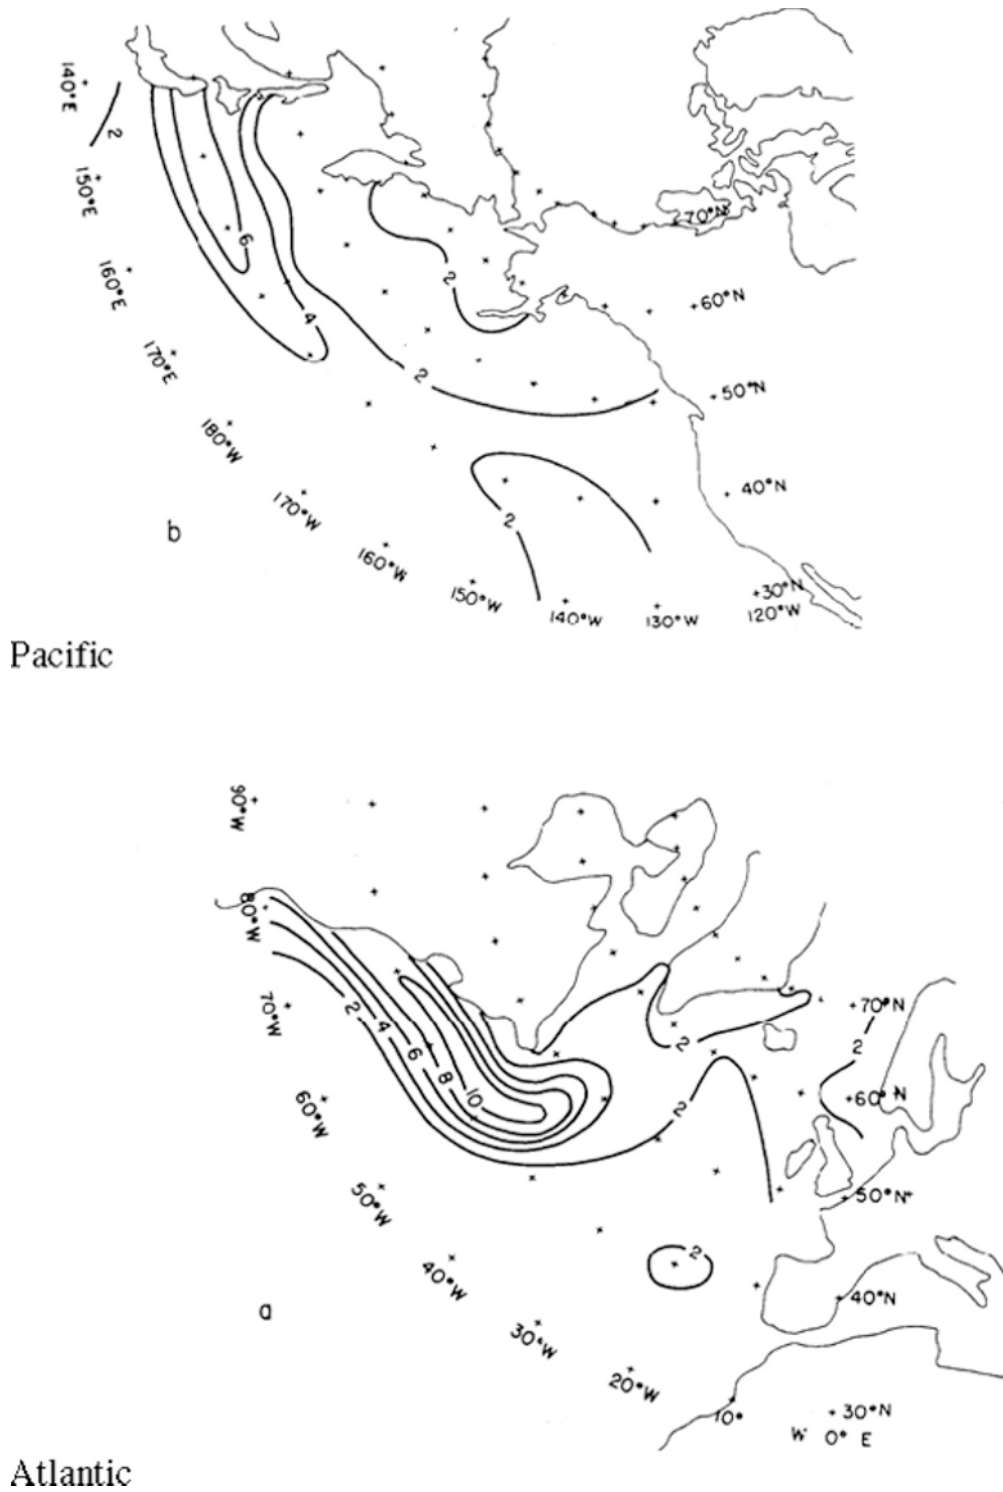 140°E
2
150°E
70°N
160°E
6
2
+60°N
4
170°E
2
+50°N
180°W
+40°N
170°W
2
b
160°W
150°W
+30°N
140°W
130°W
120°W
Pacific
90°W
80°W
70°W
2
4
6
8
10
2
+70°N
2
60°W
2
+60°N
50°W
+50°N+
40°W
2
+40°N
a
30°W
20°W
10°
+30°N
W 0° E
Atlantic